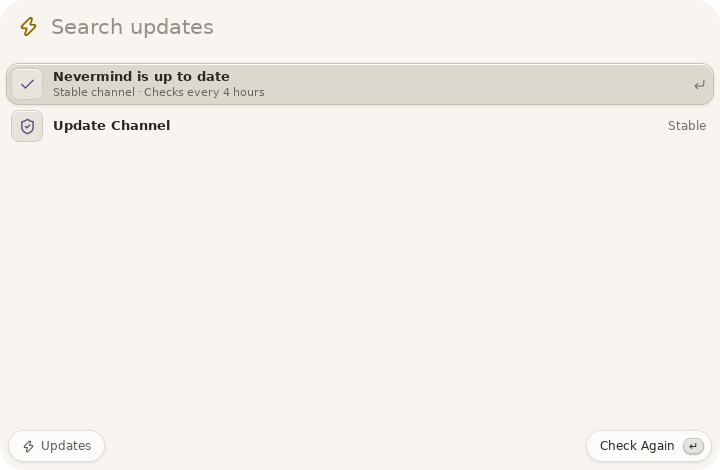 Search updates
Nevermind is up to date
Stable channel · Checks every 4 hours
Update Channel
Stable
Updates
Check Again